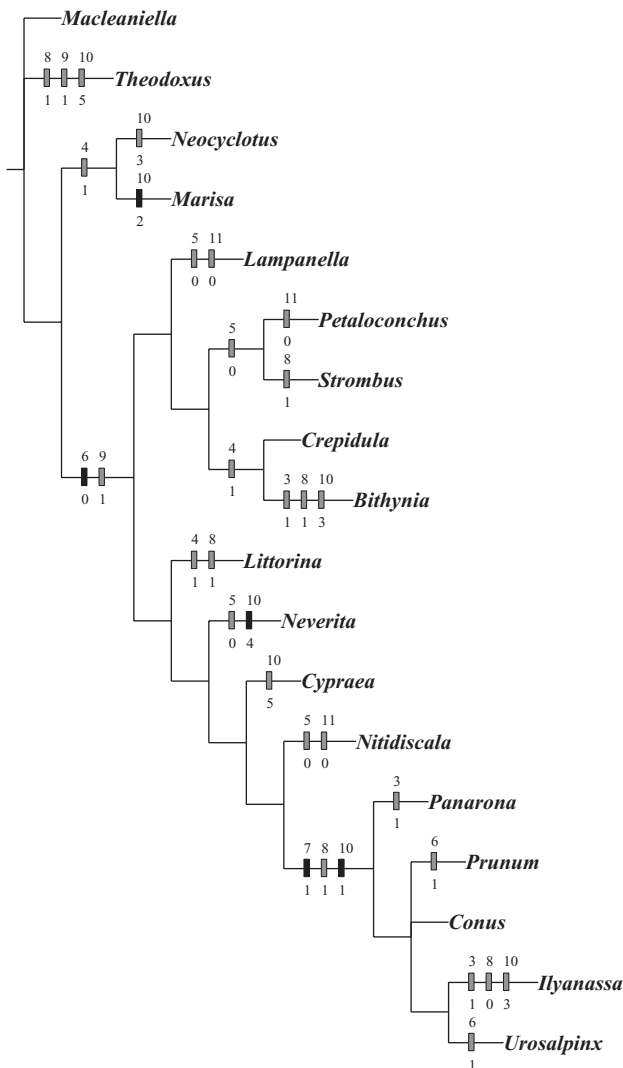 Macleaniella
8 9 10
Theodoxus
1 1 5
10
Neocyclotus
4
3
1
10
Marisa
2
5 11
Lampanella
0 0
11
Petaloconchus
5
0
0
8
Strombus
1
Crepidula
4
1
3 8 10
Bithynia
1 1 3
6 9
0 1
4 8
Littorina
1 1
5 10
Neverita
0 4
10
Cypraea
5
5 11
Nitidiscala
0 0
3
Panarona
1
7 8 10
1 1 1
6
Prunum
1
Conus
3 8 10
Ilyanassa
1 0 3
6
Urosalpinx
1